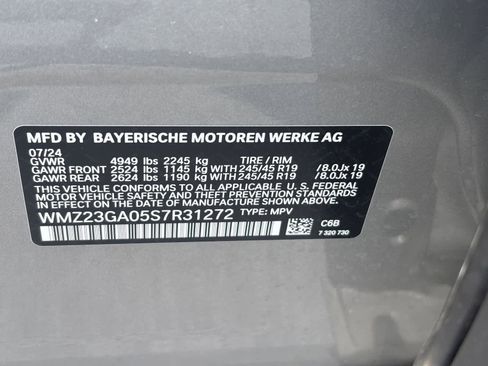 MFD BY BAYERISCHE MOTOREN WERKE AG
07/24
GVWR 4949 lbs 2245 kg TIRE / RIM
GAWR FRONT 2524 lbs 1145 kg WITH 245/45 R19 /8.0Jx 19
GAWR REAR 2624 lbs 1190 kg WITH 245/45 R19 /8.0Jx 19
THIS VEHICLE CONFORMS TO ALL APPLICABLE U.S. FEDERAL
MOTOR VEHICLE SAFETY, BUMPER, AND THEFT PREVENTION
STANDARDS IN EFFECT ON THE DATE OF MANUFACTURE SHOWN ABOVE.
WMZ23GA05S7R31272 TYPE: MPV
C6B
7 320 730